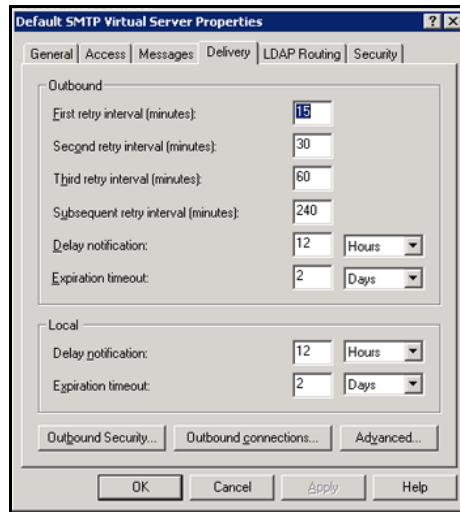 Default SMTP Virtual Server Properties
General Access Messages Delivery LDAP Routing Security
Outbound
First retry interval (minutes): 15
Second retry interval (minutes): 30
Third retry interval (minutes): 60
Subsequent retry interval (minutes): 240
Delay notification: 12 Hours
Expiration timeout: 2 Days
Local
Delay notification: 12 Hours
Expiration timeout: 2 Days
Outbound Security... Outbound connections... Advanced...
OK Cancel Apply Help